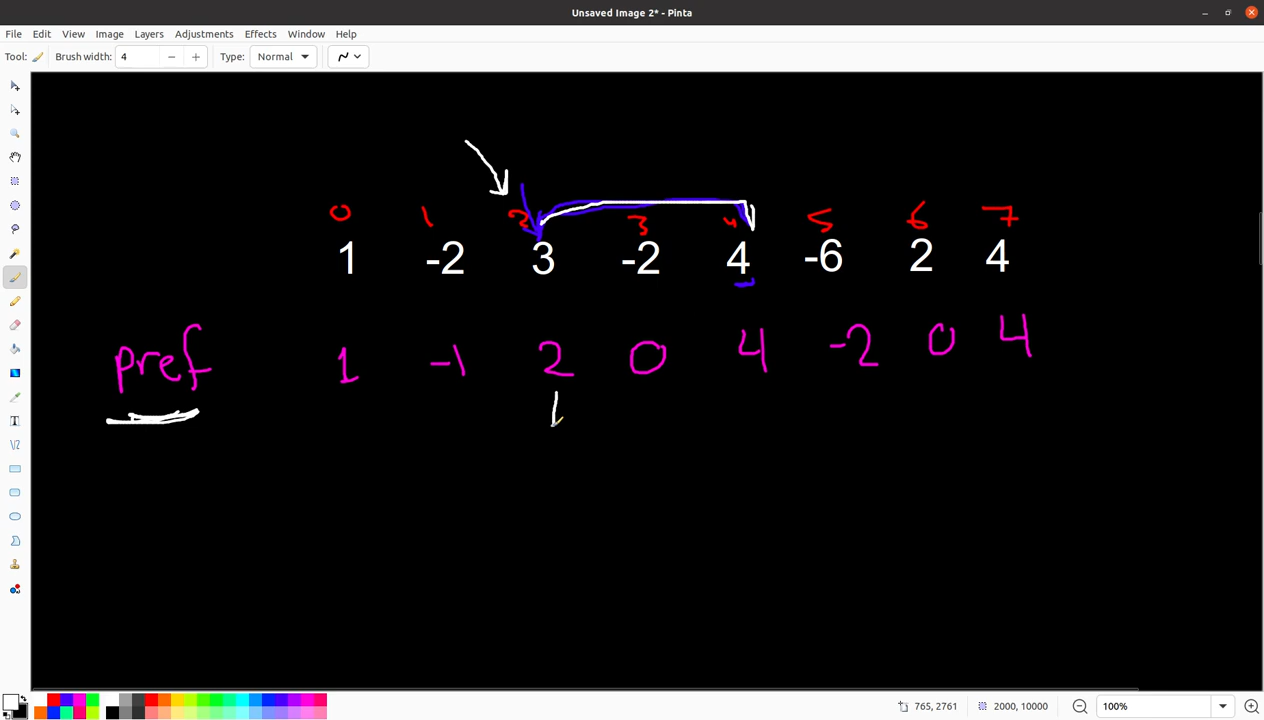 Unsaved Image 2* - Pinta
File Edit View Image Layers Adjustments Effects Window Help
Tool: Brush width: 4 Type: Normal
0 1 2 3 4 5 6 7
1 -2 3 -2 4 -6 2 4
pref 1 -1 2 0 4 -2 0 4
765, 2761 2000, 10000 100%